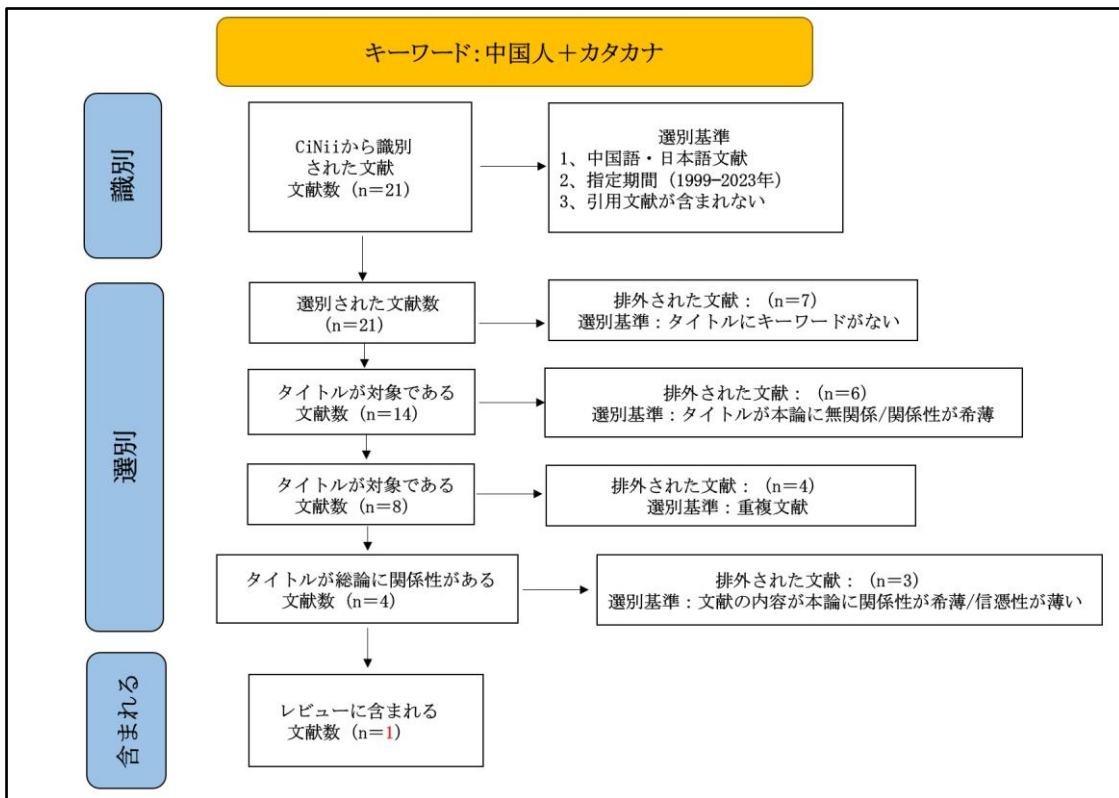 キーワード：中国人＋カタカナ
識別
CiNiiから識別
された文献
文献数 (n＝21)
選別基準
1、中国語・日本語文献
2、指定期間 (1999−2023年)
3、引用文献が含まれない
選別
選別された文献数
(n＝21)
排外された文献： (n＝7)
選別基準：タイトルにキーワードがない
タイトルが対象である
文献数 (n＝14)
排外された文献： (n＝6)
選別基準：タイトルが本論に無関係/関係性が希薄
タイトルが対象である
文献数 (n＝8)
排外された文献： (n＝4)
選別基準：重複文献
タイトルが総論に関係性がある
文献数 (n＝4)
排外された文献： (n＝3)
選別基準：文献の内容が本論に関係性が希薄/信憑性が薄い
含まれる
レビューに含まれる
文献数 (n＝1)